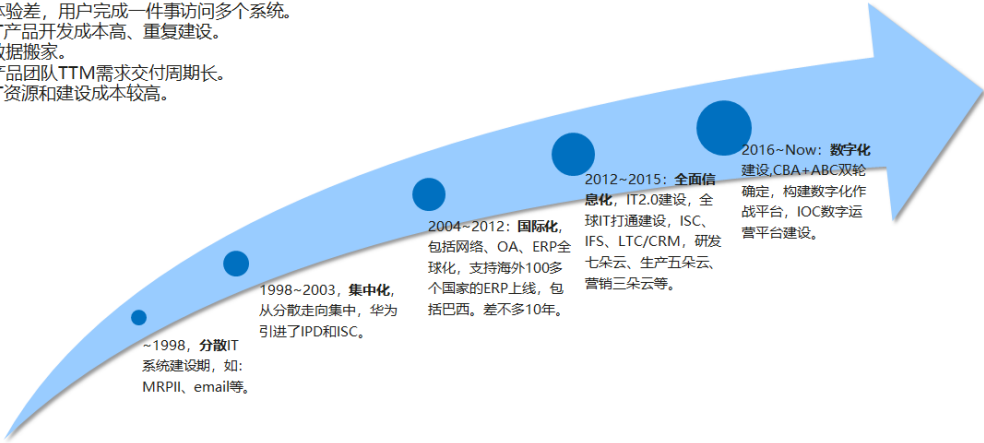 体验差，用户完成一件事访问多个系统。
T产品开发成本高、重复建设。
数据搬家。
产品团队TTM需求交付周期长。
T资源和建设成本较高。
2016~Now：数字化
建设,CBA+ABC双轮
确定，构建数字化作
战平台，IOC数字运
营平台建设。
2012~2015：全面信
息化，IT2.0建设，全
球IT打通建设，ISC、
IFS、LTC/CRM，研发
七朵云、生产五朵云、
营销三朵云等。
2004~2012：国际化，
包括网络、OA、ERP全
球化，支持海外100多
个国家的ERP上线，包
括巴西。差不多10年。
1998~2003，集中化，
从分散走向集中，华为
引进了IPD和ISC。
~1998，分散IT
系统建设期，如：
MRPII、email等。